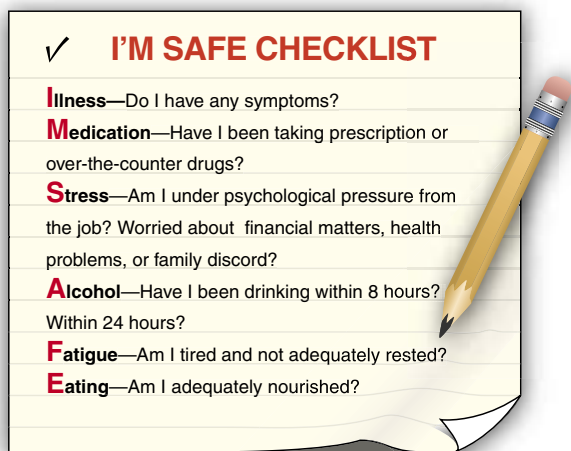 I'M SAFE CHECKLIST
Illness—Do I have any symptoms?
Medication—Have I been taking prescription or
over-the-counter drugs?
Stress—Am I under psychological pressure from
the job? Worried about  financial matters, health
problems, or family discord?
Alcohol—Have I been drinking within 8 hours?
Within 24 hours?
Fatigue—Am I tired and not adequately rested?
Eating—Am I adequately nourished?